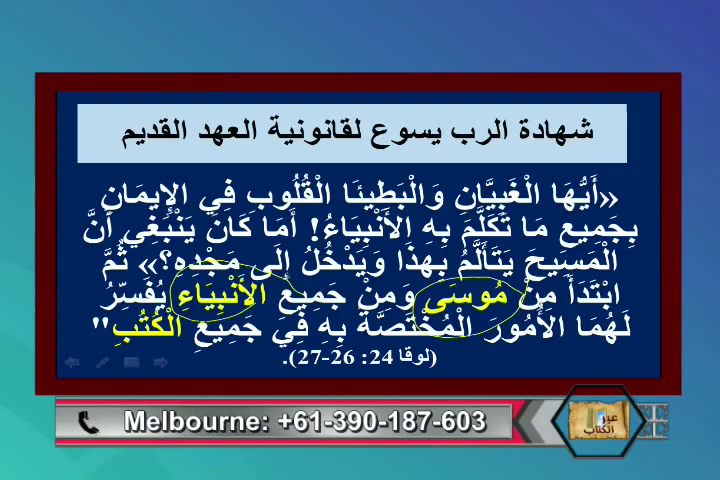 شهادة الرب يسوع لقانونية العهد القديم
«أَيُّهَا الْغَبِيَّانِ وَالْبَطِيئَا الْقُلُوبِ فِي الإِيمَانِ
بِجَمِيعِ مَا تَكَلَّمَ بِهِ الأَنْبِيَاءُ! أَمَا كَانَ يَنْبَغِي أَنَّ
الْمَسِيحَ يَتَأَلَّمُ بِهَذَا وَيَدْخُلُ إِلَى مَجْدِهِ؟» ثُمَّ
ابْتَدَأَ مِنْ مُوسَى وَمِنْ جَمِيعِ الأَنْبِيَاءِ يُفَسِّرُ
لَهُمَا الأُمُورَ الْمُخْتَصَّةَ بِهِ فِي جَمِيعِ الْكُتُبِ"
(لوقا 24: 26-27).
Melbourne: +61-390-187-603
عبر
الكتاب